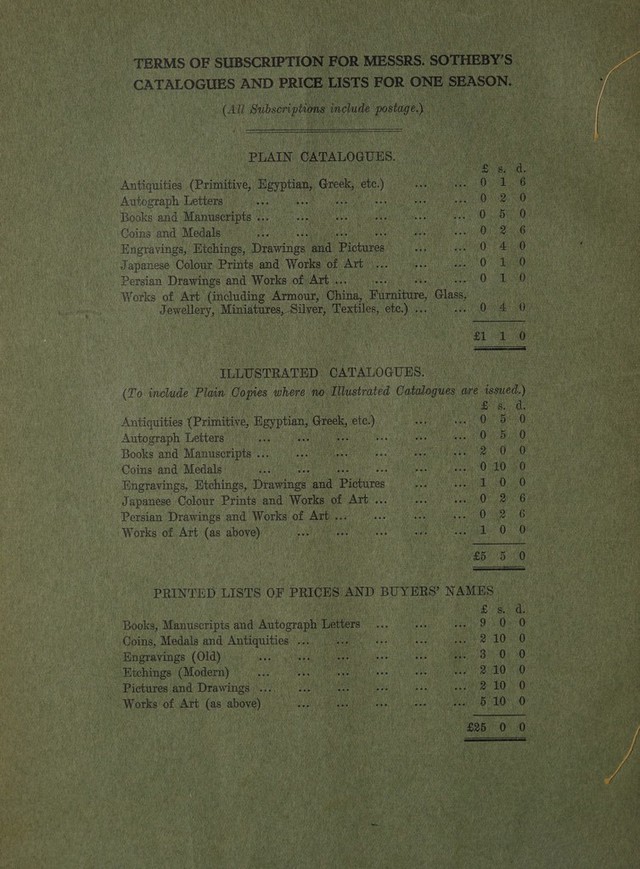 TERMS OF SUBSCRIPTION FOR MESSRS. SOTHEBY'S
CATALOGUES AND PRICE LISTS FOR ONE SEASON.
(All Subscriptions include postage.)
PLAIN CATALOGUES.
£ s. d.
Antiquities (Primitive, Egyptian, Greek, etc.) ... ... 0 1 6
Autograph Letters ... ... ... ... ... ... 0 2 0
Books and Manuscripts ... ... ... ... ... ... 0 5 0
Coins and Medals ... ... ... ... ... ... 0 2 6
Engravings, Etchings, Drawings and Pictures ... ... 0 4 0
Japanese Colour Prints and Works of Art ... ... ... 0 1 0
Persian Drawings and Works of Art ... ... ... ... 0 1 0
Works of Art (including Armour, China, Furniture, Glass,
Jewellery, Miniatures, Silver, Textiles, etc.) ... ... 0 4 0
£1 1 0
ILLUSTRATED CATALOGUES.
(To include Plain Copies where no Illustrated Catalogues are issued.)
£ s. d.
Antiquities (Primitive, Egyptian, Greek, etc.) ... ... 0 5 0
Autograph Letters ... ... ... ... ... ... 0 5 0
Books and Manuscripts ... ... ... ... ... ... 2 0 0
Coins and Medals ... ... ... ... ... ... 0 10 0
Engravings, Etchings, Drawings and Pictures ... ... 1 0 0
Japanese Colour Prints and Works of Art ... ... ... 0 2 6
Persian Drawings and Works of Art ... ... ... ... 0 2 6
Works of Art (as above) ... ... ... ... ... 1 0 0
£5 5 0
PRINTED LISTS OF PRICES AND BUYERS' NAMES
£ s. d.
Books, Manuscripts and Autograph Letters ... ... ... 9 0 0
Coins, Medals and Antiquities ... ... ... ... ... 2 10 0
Engravings (Old) ... ... ... ... ... ... 3 0 0
Etchings (Modern) ... ... ... ... ... ... 2 10 0
Pictures and Drawings ... ... ... ... ... ... 2 10 0
Works of Art (as above) ... ... ... ... ... 5 10 0
£25 0 0